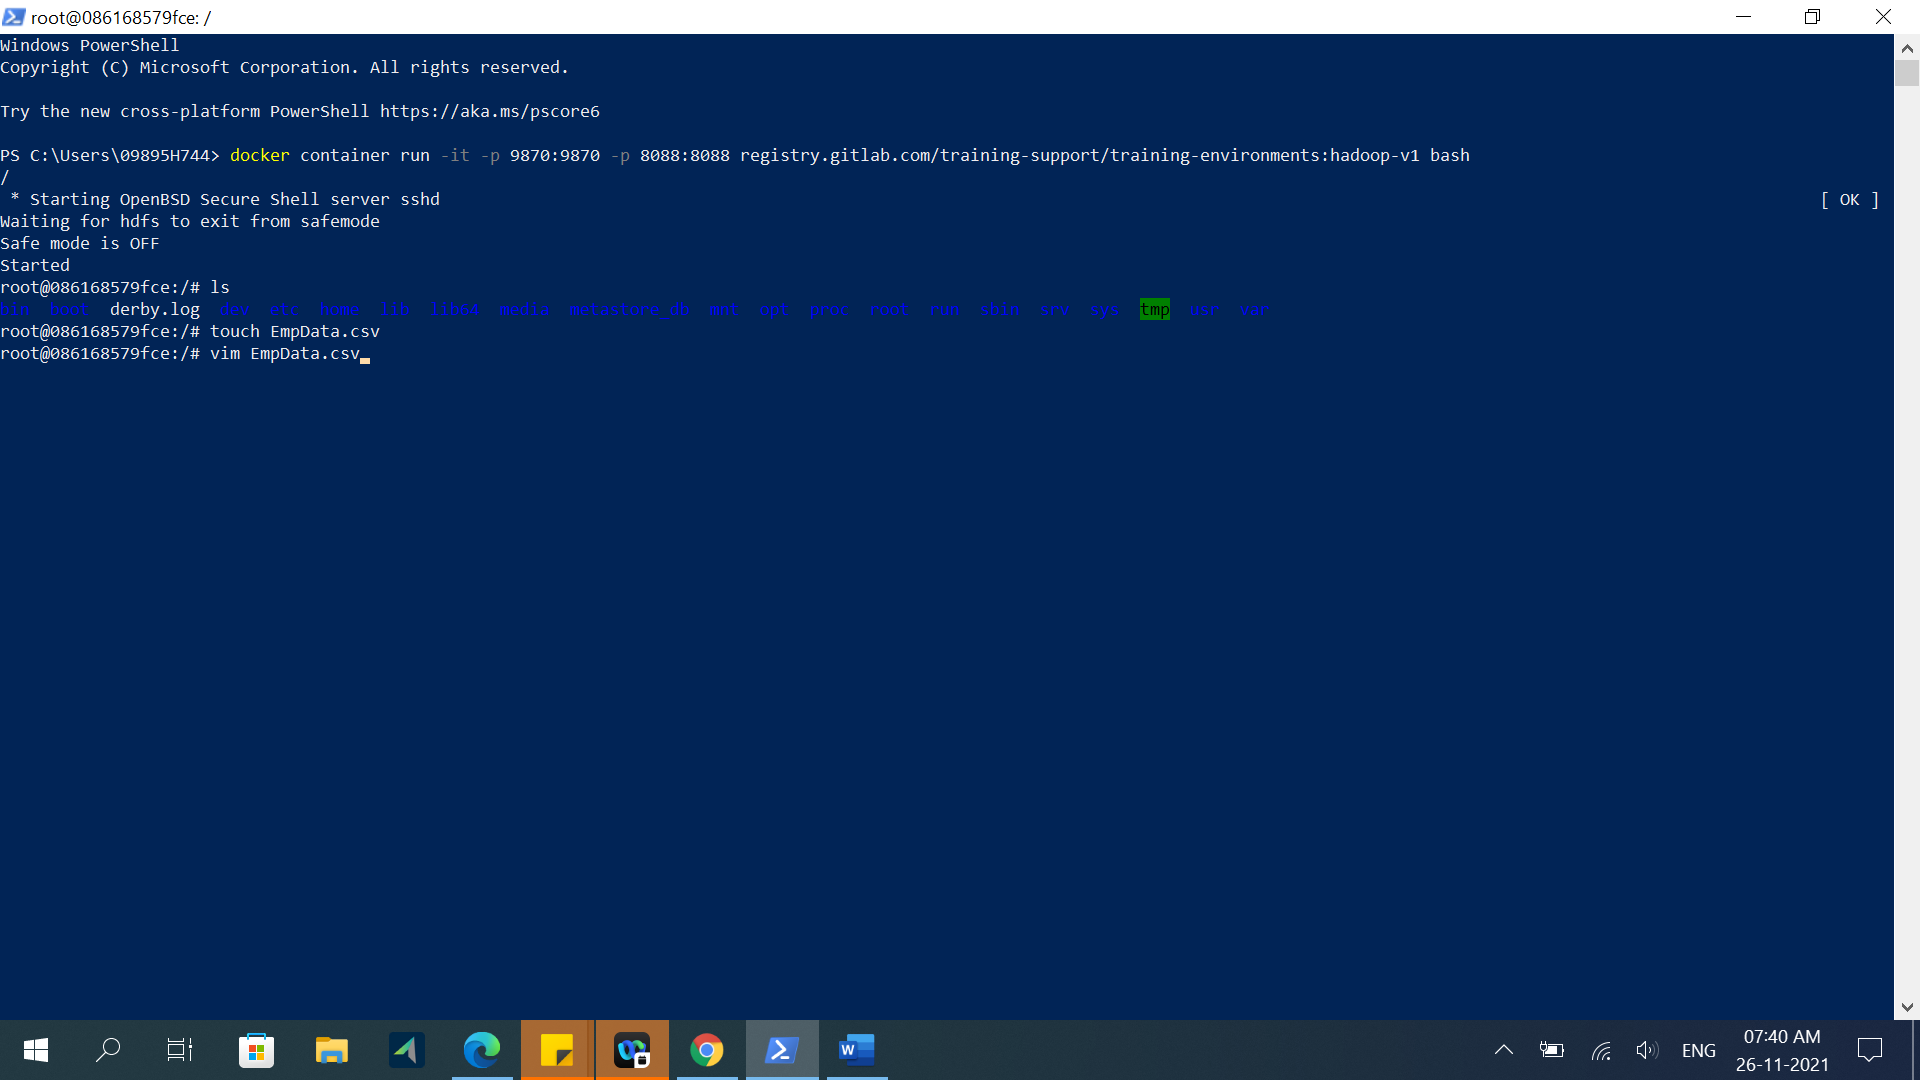 root@086168579fce: /
Windows PowerShell
Copyright (C) Microsoft Corporation. All rights reserved.
Try the new cross-platform PowerShell https://aka.ms/pscore6
PS C:\Users\09895H744> docker container run -it -p 9870:9870 -p 8088:8088 registry.gitlab.com/training-support/training-environments:hadoop-v1 bash
/
 * Starting OpenBSD Secure Shell server sshd [ OK ]
Waiting for hdfs to exit from safemode
Safe mode is OFF
Started
root@086168579fce:/# ls
bin boot derby.log dev etc home lib lib64 media metastore_db mnt opt proc root run sbin srv sys tmp usr var
root@086168579fce:/# touch EmpData.csv
root@086168579fce:/# vim EmpData.csv
W
ENG
07:40 AM
26-11-2021